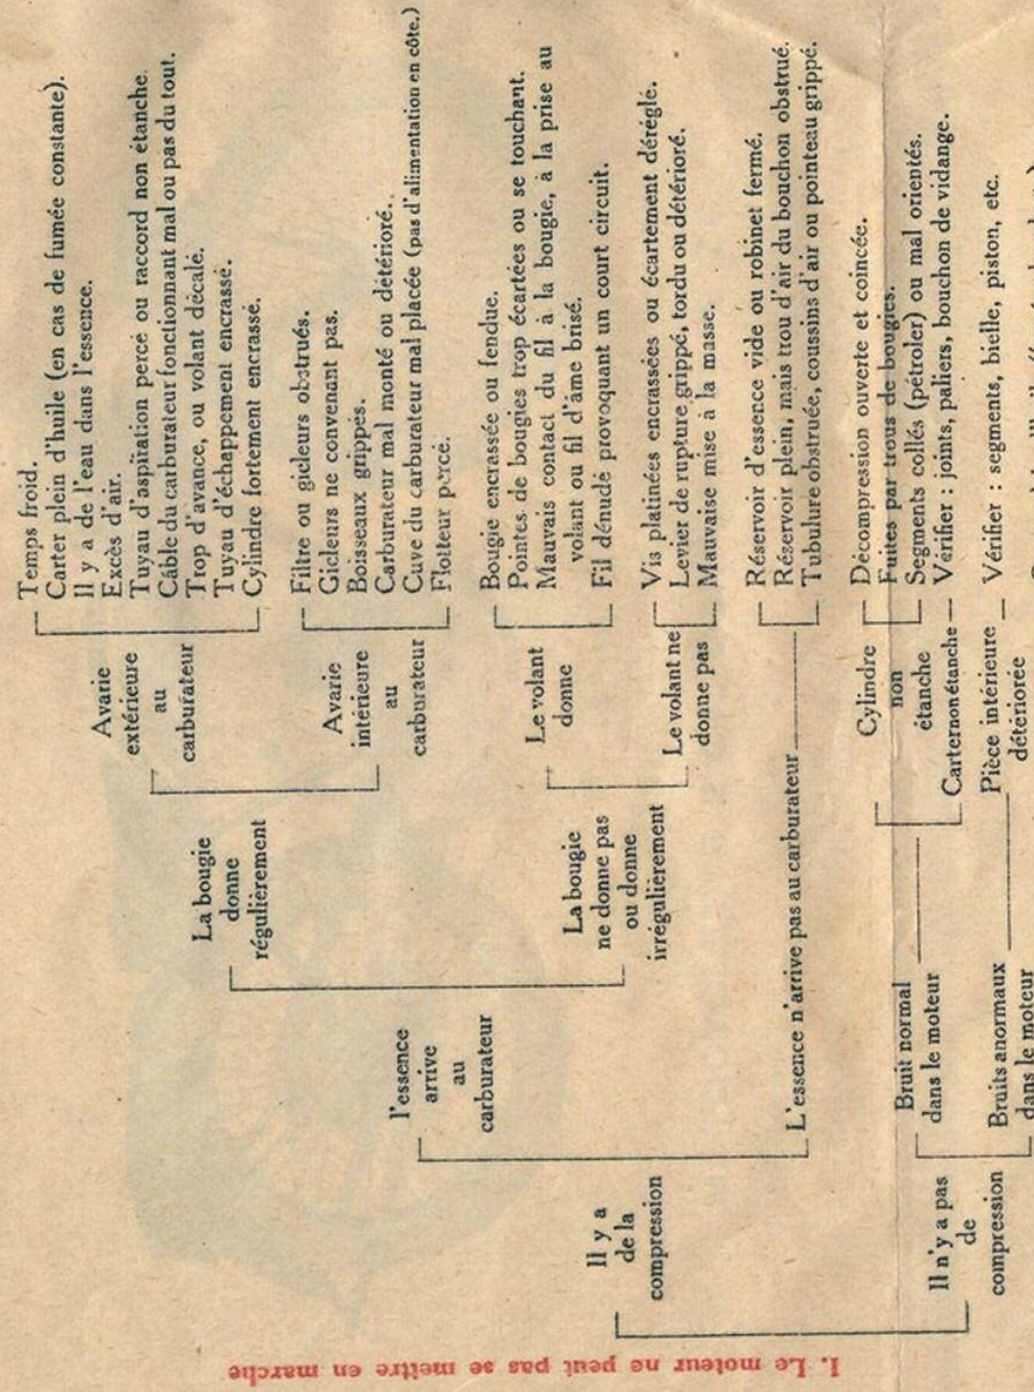 I. Le moteur ne peut pas se mettre en marche
Il y a
de la
compression
l'essence
arrive
au
carburateur
La bougie
donne
régulièrement
Avarie
extérieure
au
carburateur
Temps froid.
Carter plein d'huile (en cas de fumée constante).
Il y a de l'eau dans l'essence.
Excès d'air.
Tuyau d'aspiration percé ou raccord non étanche.
Câble du carburateur fonctionnant mal ou pas du tout.
Trop d'avance, ou volant décalé.
Tuyau d'échappement encrassé.
Cylindre fortement encrassé.
Avarie
intérieure
au
carburateur
Filtre ou gicleurs obstrués.
Gicleurs ne convenant pas.
Boisseaux grippés.
Carburateur mal monté ou détérioré.
Cuve du carburateur mal placée (pas d'alimentation en côte.)
Flotteur percé.
La bougie
ne donne pas
ou donne
irrégulièrement
Le volant
donne
Bougie encrassée ou fendue.
Pointes de bougies trop écartées ou se touchant.
Mauvais contact du fil à la bougie, à la prise au
volant ou fil d'âme brisé.
Fil dénudé provoquant un court circuit.
Le volant ne
donne pas
Vis platinées encrassées ou écartement déréglé.
Levier de rupture grippé, tordu ou détérioré.
Mauvaise mise à la masse.
L'essence n'arrive pas au carburateur
Réservoir d'essence vide ou robinet fermé.
Réservoir plein, mais trou d'air du bouchon obstrué.
Tubulure obstruée, coussins d'air ou pointeau grippé.
Il n'y a pas
de
compression
Bruit normal
dans le moteur
Cylindre
non
étanche
Décompression ouverte et coincée.
Fuites par trous de bougies.
Segments collés (pétroler) ou mal orientés.
Carter non étanche
Vérifier : joints, paliers, bouchon de vidange.
Bruits anormaux
dans le moteur
Pièce intérieure
détériorée
Vérifier : segments, bielle, piston, etc.